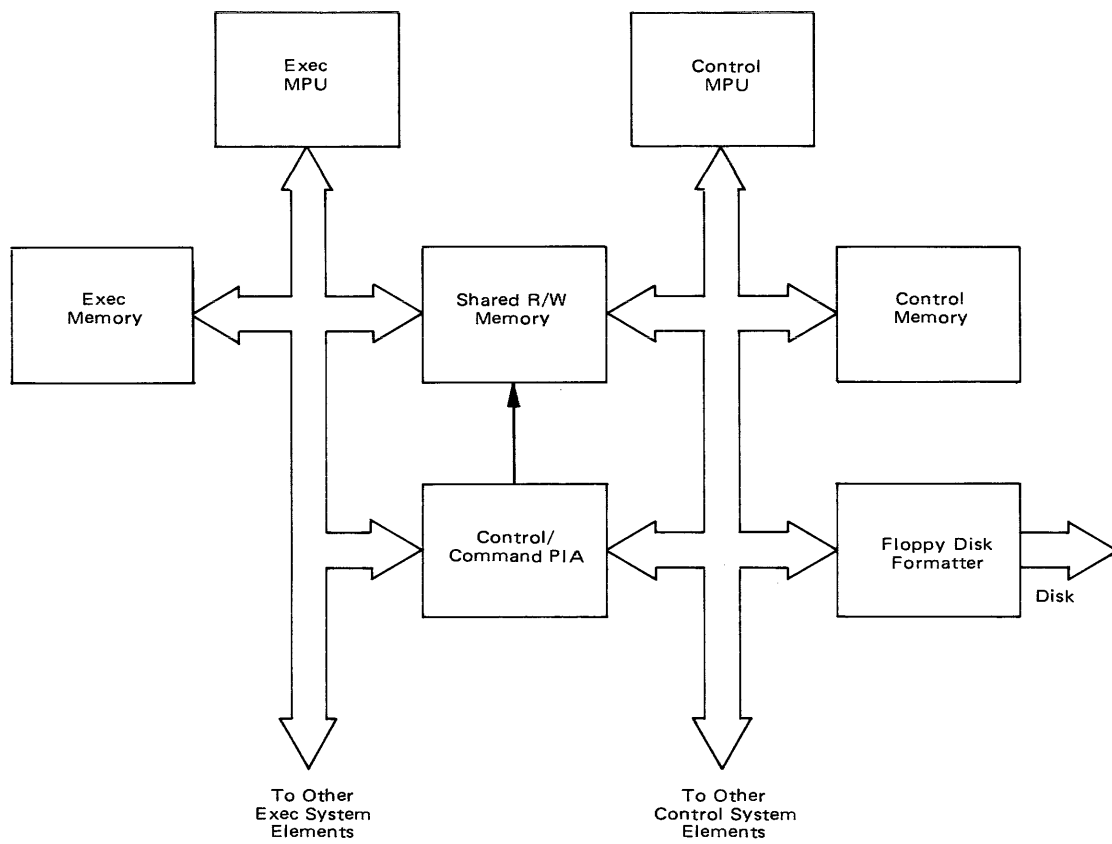 Exec
MPU
Control
MPU
Exec
Memory
Shared R/W
Memory
Control
Memory
Control/
Command PIA
Floppy Disk
Formatter
Disk
To Other
Exec System
Elements
To Other
Control System
Elements